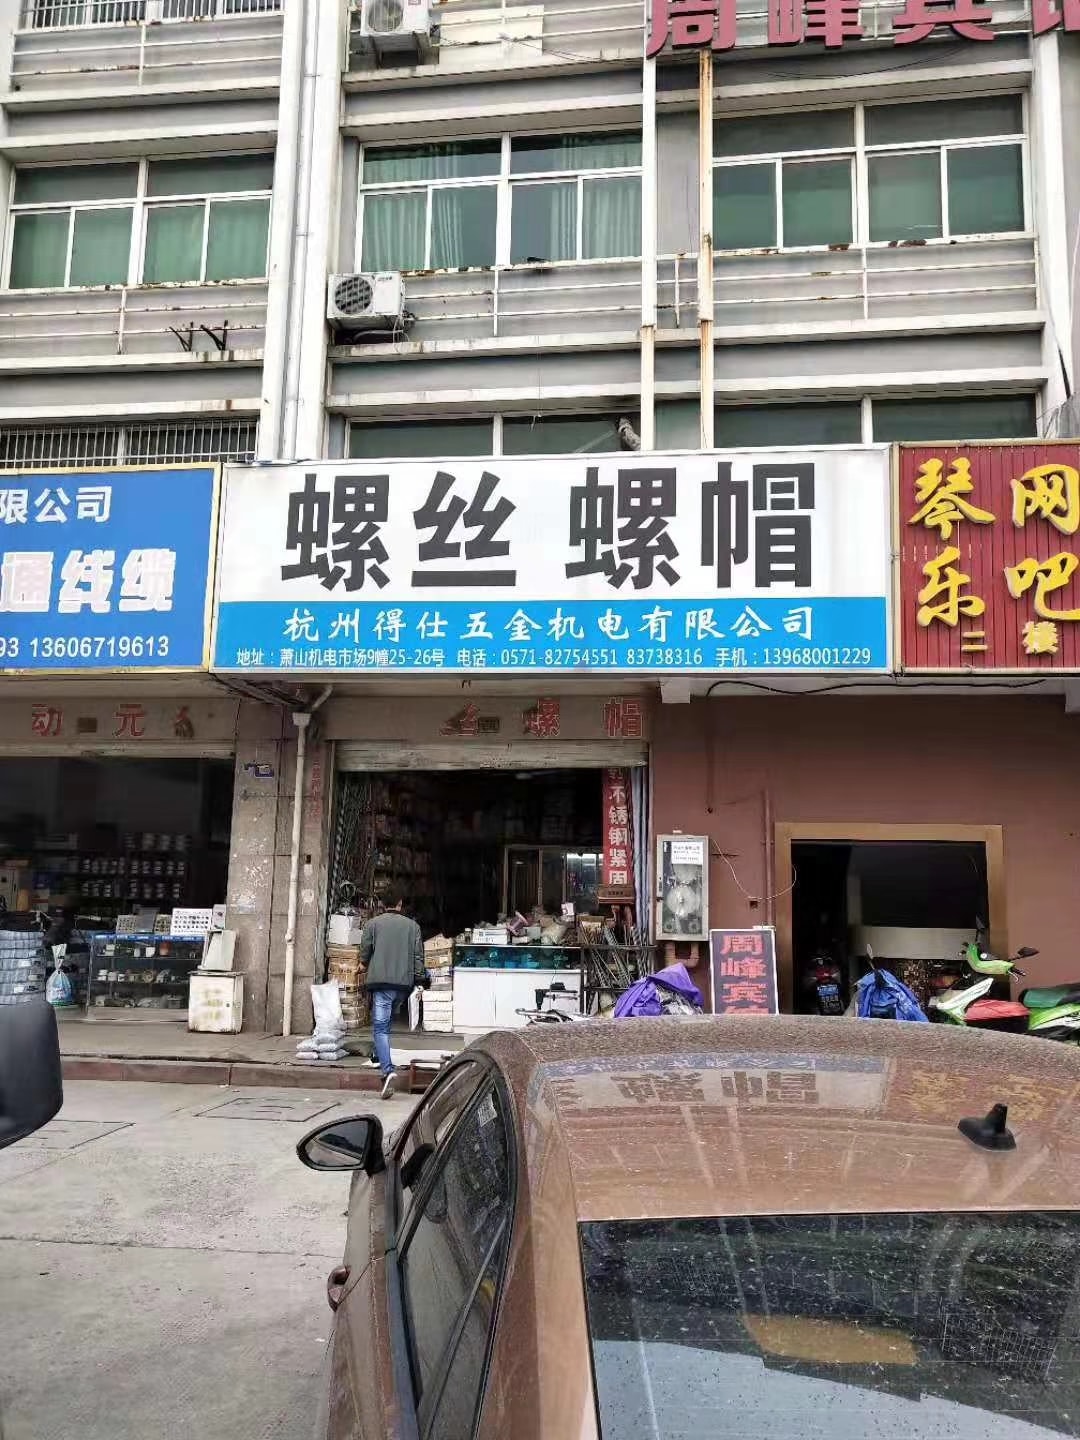 周峰宾
限公司
通线缆
93 13606719613
螺丝 螺帽
杭州得仕五金机电有限公司
地址：萧山机电市场9幢25-26号 电话：0571-82754551 83738316 手机：13968001229
琴乐
网吧
二楼
动元
螺帽
不锈钢紧固
周峰宾